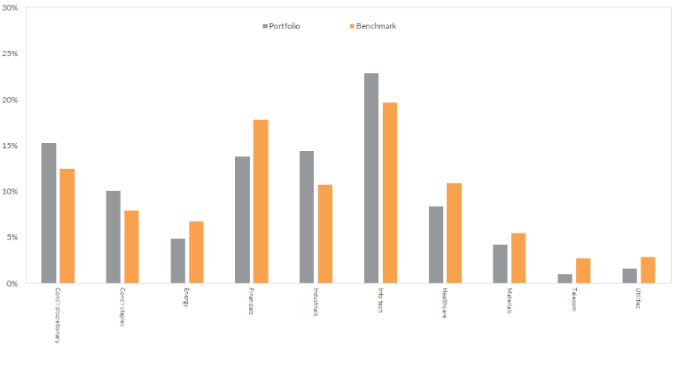 30%
Portfolio Benchmark
25%
20%
15%
10%
5%
0%
Cons'r discretionary
Cons'r staples
Energy
Financials
Industrials
Info tech
Healthcare
Materials
Telecom
Utilities